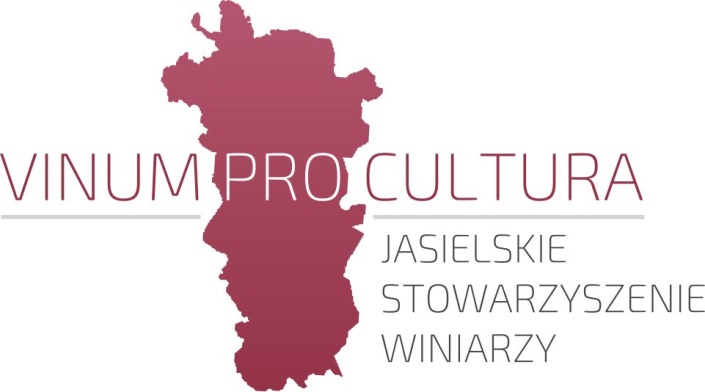 VINUM PRO CULTURA
JASIELSKIE
STOWARZYSZENIE
WINIARZY